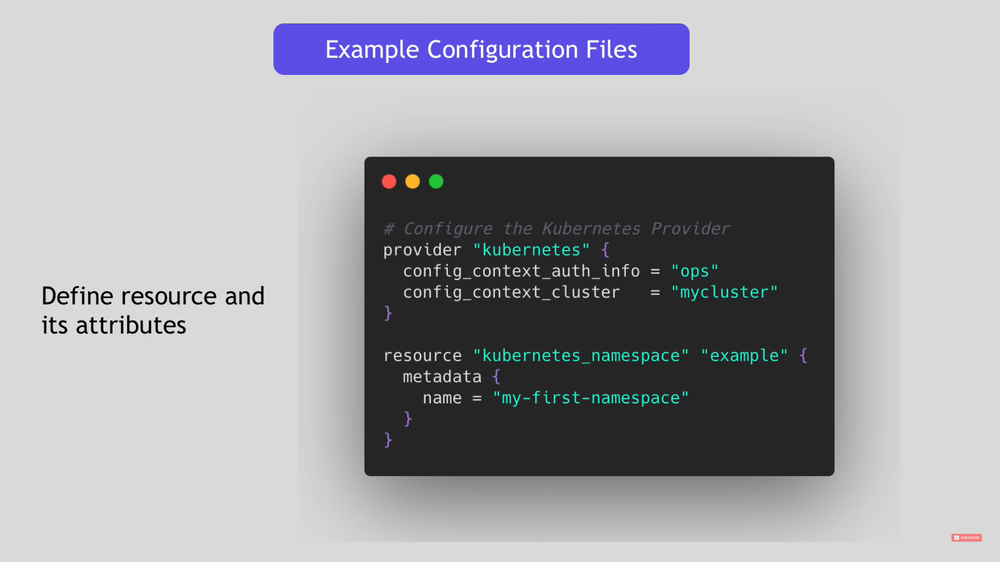 Example Configuration Files
Define resource and
its attributes
# Configure the Kubernetes Provider
provider "kubernetes" {
  config_context_auth_info = "ops"
  config_context_cluster   = "mycluster"
}
resource "kubernetes_namespace" "example" {
  metadata {
    name = "my-first-namespace"
  }
}
SUBSCRIBE